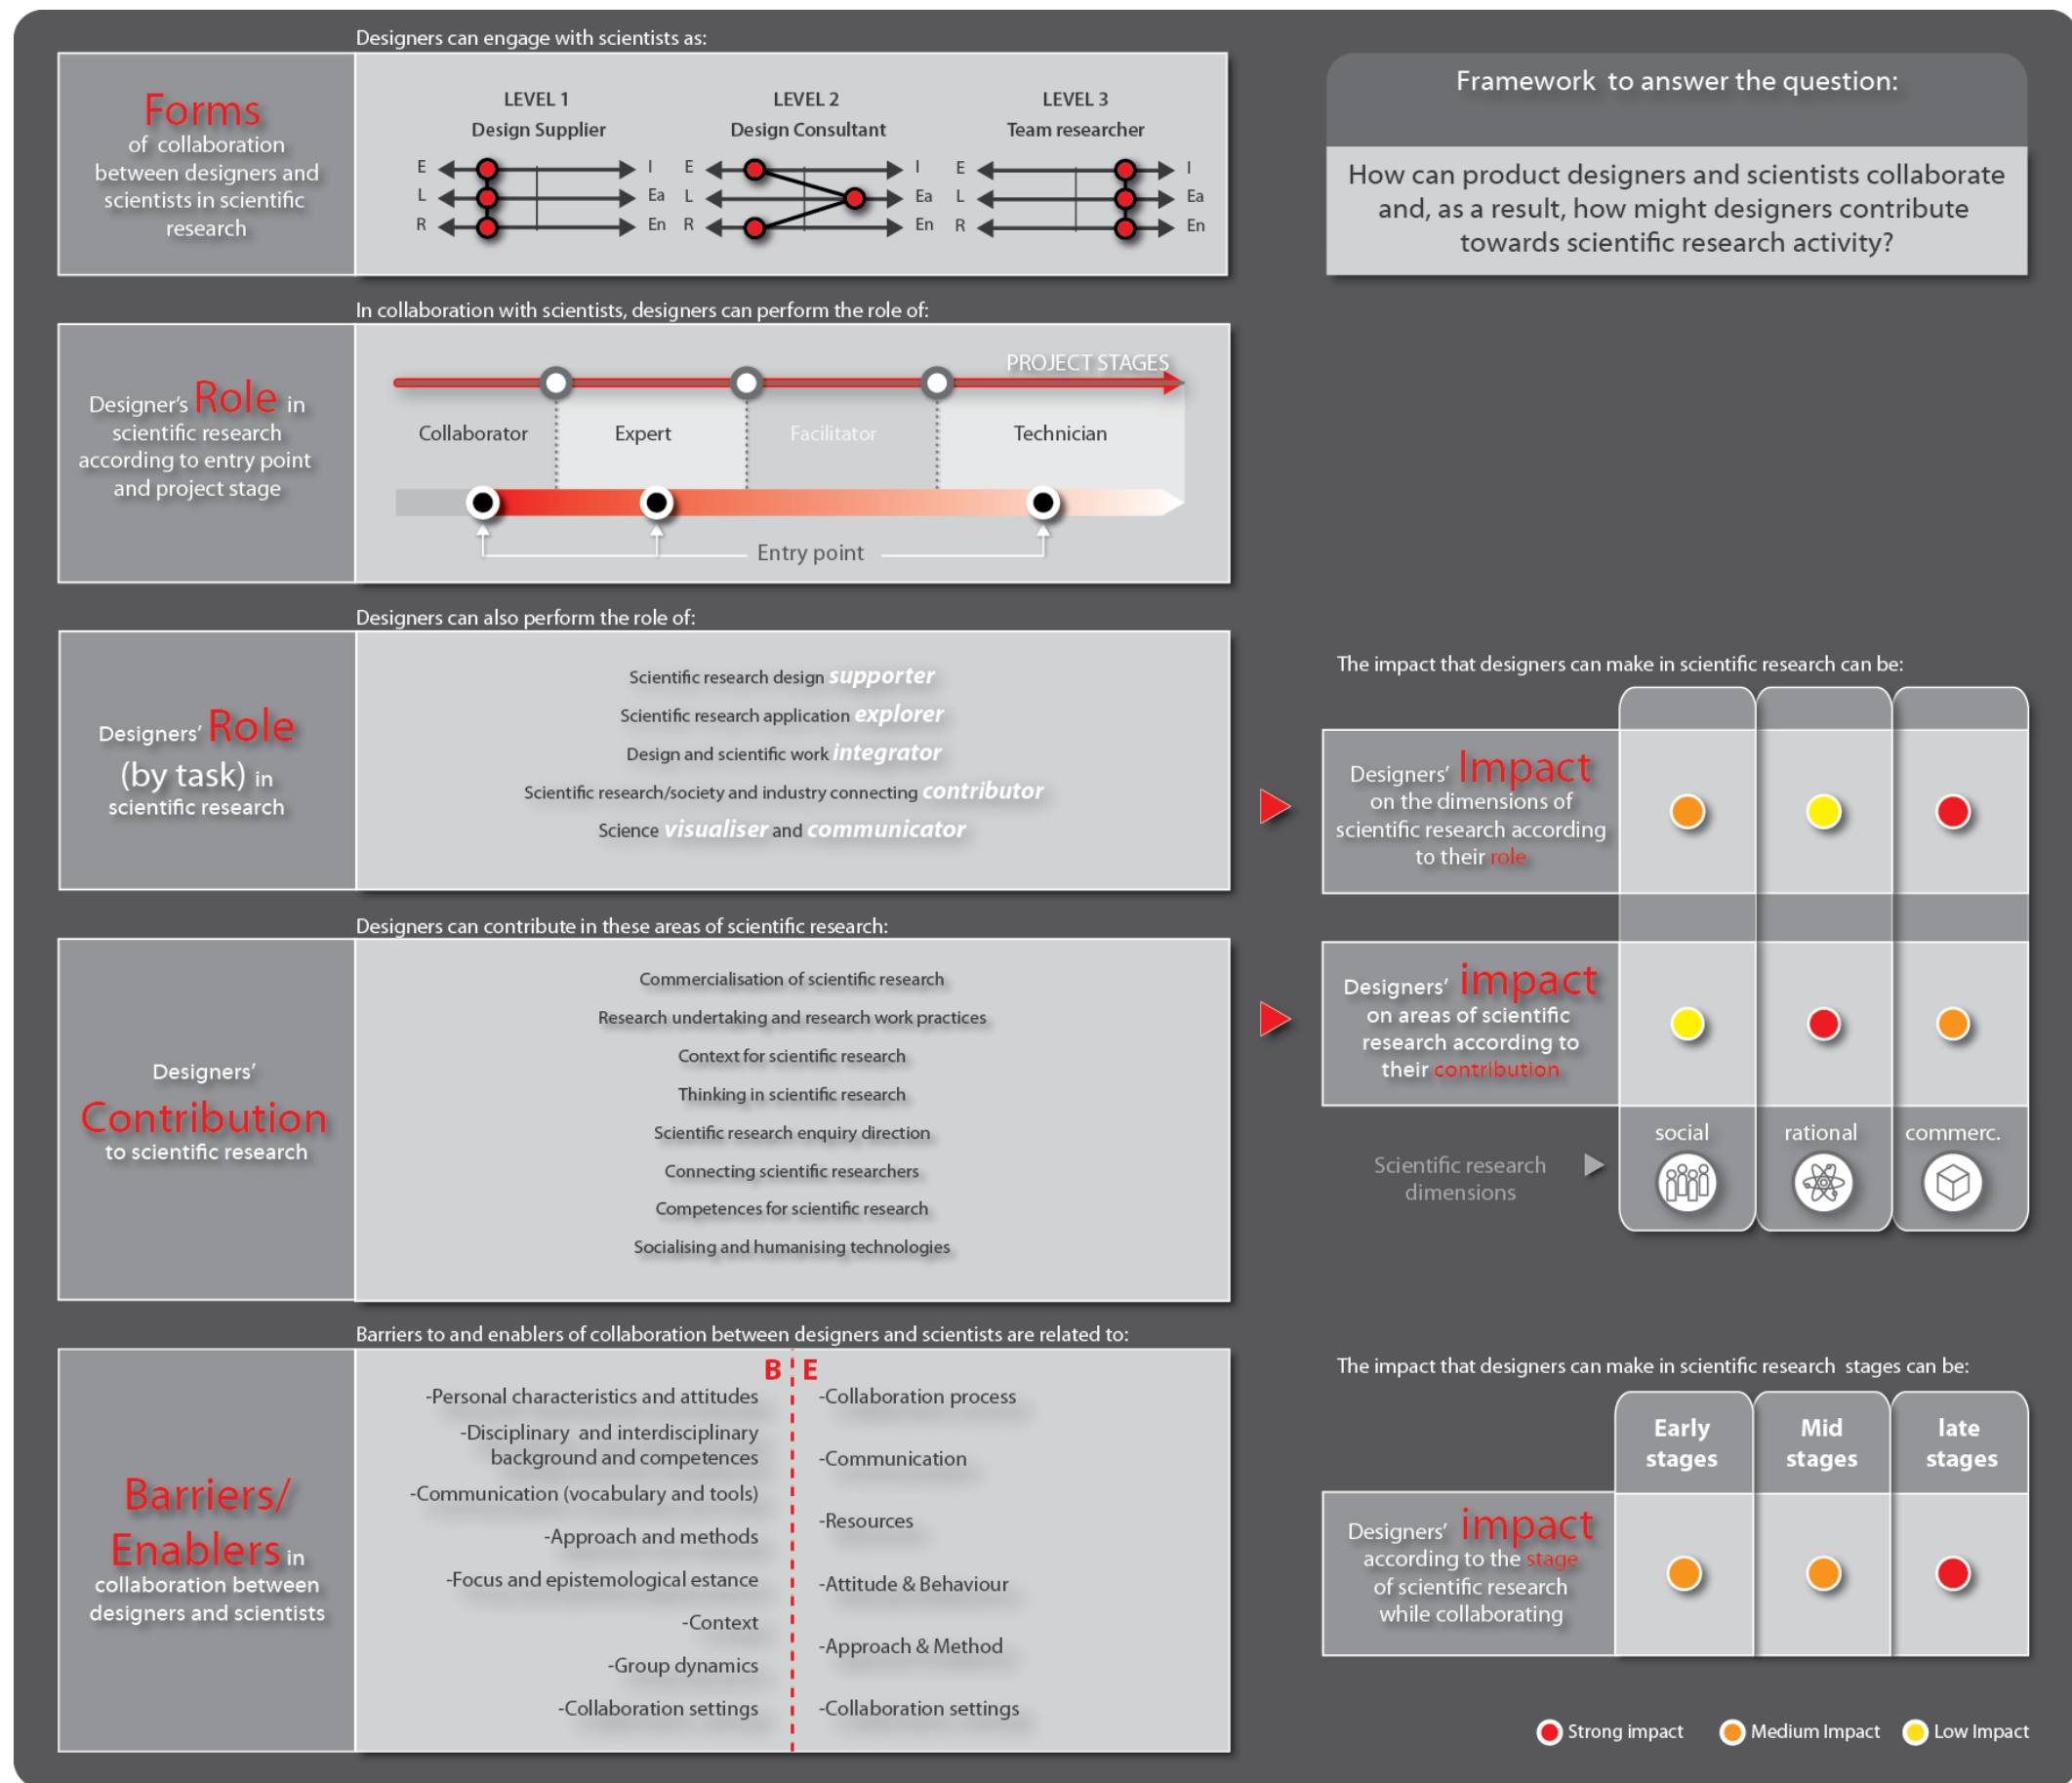 Designers can engage with scientists as:
Forms
of collaboration
between designers and
scientists in scientific
research
LEVEL 1
Design Supplier
E I
L Ea
R En
LEVEL 2
Design Consultant
E I
L Ea
R En
LEVEL 3
Team researcher
E I
L Ea
R En
Framework to answer the question:
How can product designers and scientists collaborate
and, as a result, how might designers contribute
towards scientific research activity?
In collaboration with scientists, designers can perform the role of:
Designer's Role in
scientific research
according to entry point
and project stage
PROJECT STAGES
Collaborator Expert Facilitator Technician
Entry point
Designers can also perform the role of:
Designers' Role
(by task) in
scientific research
Scientific research design supporter
Scientific research application explorer
Design and scientific work integrator
Scientific research/society and industry connecting contributor
Science visualiser and communicator
The impact that designers can make in scientific research can be:
Designers' Impact
on the dimensions of
scientific research according
to their role
Designers can contribute in these areas of scientific research:
Designers'
Contribution
to scientific research
Commercialisation of scientific research
Research undertaking and research work practices
Context for scientific research
Thinking in scientific research
Scientific research enquiry direction
Connecting scientific researchers
Competences for scientific research
Socialising and humanising technologies
Designers' impact
on areas of scientific
research according to
their contribution
social rational commerc.
Scientific research
dimensions
Barriers to and enablers of collaboration between designers and scientists are related to:
Barriers/
Enablers in
collaboration between
designers and scientists
B E
-Personal characteristics and attitudes
-Disciplinary and interdisciplinary
background and competences
-Communication (vocabulary and tools)
-Approach and methods
-Focus and epistemological estance
-Context
-Group dynamics
-Collaboration settings
-Collaboration process
-Communication
-Resources
-Attitude & Behaviour
-Approach & Method
-Collaboration settings
The impact that designers can make in scientific research stages can be:
Early
stages
Mid
stages
late
stages
Designers' impact
according to the stage
of scientific research
while collaborating
Strong impact Medium Impact Low Impact